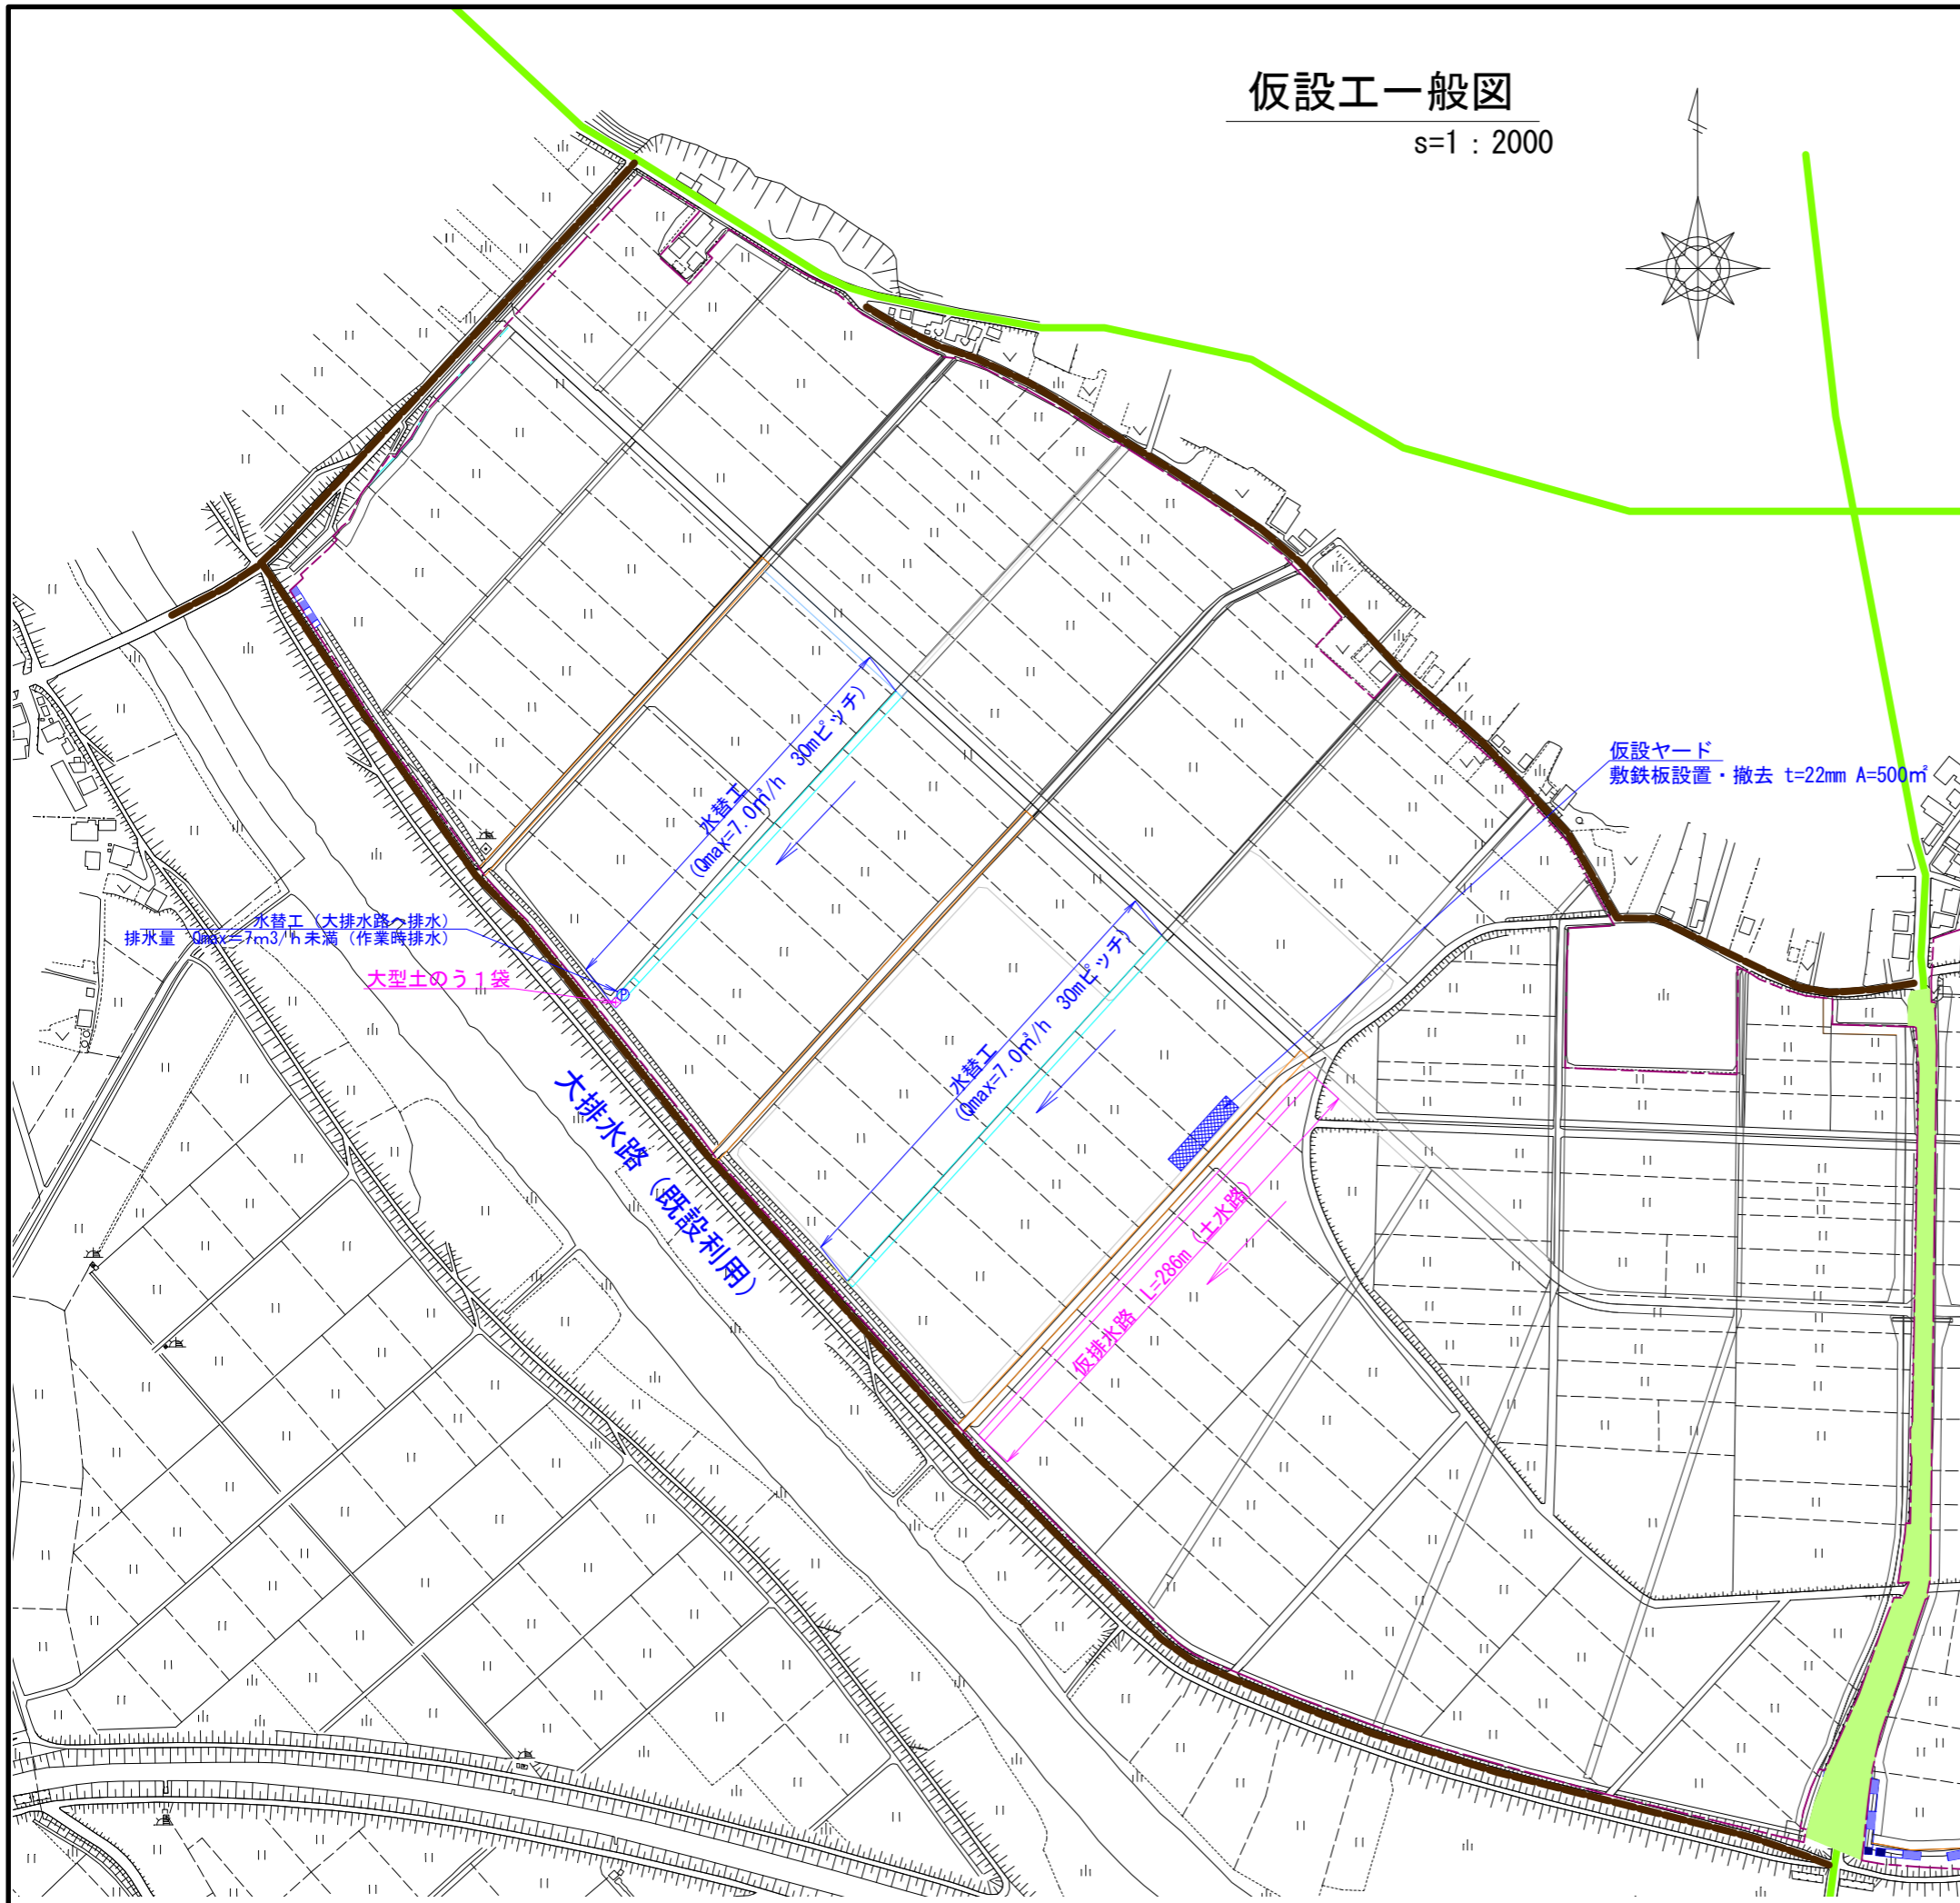 仮設工一般図
s=1：2000
仮設ヤード
敷鉄板設置・撤去 t=22mm A=500㎡
水替工
(Qmax=7.0㎥/h 30mピッチ)
水替工（大排水路へ排水）
排水量 Qmax=7m3/h未満（作業時排水）
大型土のう１袋
P
水替工
(Qmax=7.0㎥/h 30mピッチ)
大排水路（既設利用）
仮排水路 L=286m（土水路）